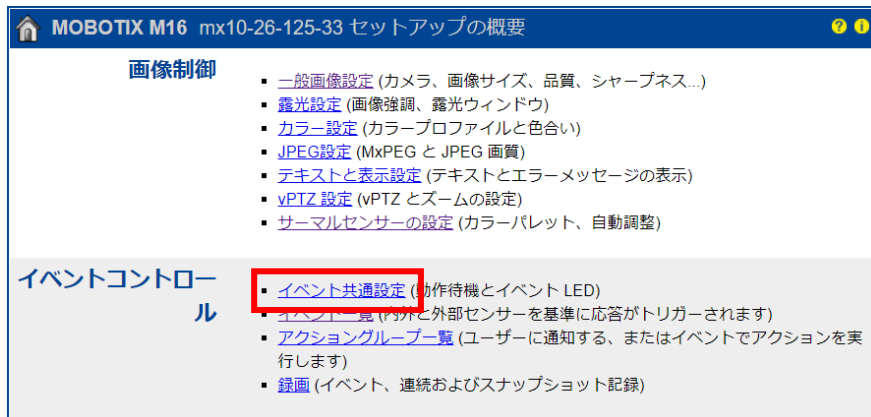 MOBOTIX M16 mx10-26-125-33 セットアップの概要
画像制御
一般画像設定 (カメラ、画像サイズ、品質、シャープネス...)
露光設定 (画像強調、露光ウィンドウ)
カラー設定 (カラープロファイルと色合い)
JPEG設定 (MxPEG と JPEG 画質)
テキストと表示設定 (テキストとエラーメッセージの表示)
vPTZ 設定 (vPTZ とズームの設定)
サーマルセンサーの設定 (カラーパレット、自動調整)
イベントコントロー
ル
イベント共通設定 (動作待機とイベント LED)
イベント一覧 (内外と外部センサーを基準に応答がトリガーされます)
アクショングループ一覧 (ユーザーに通知する、またはイベントでアクションを実
行します)
録画 (イベント、連続およびスナップショット記録)